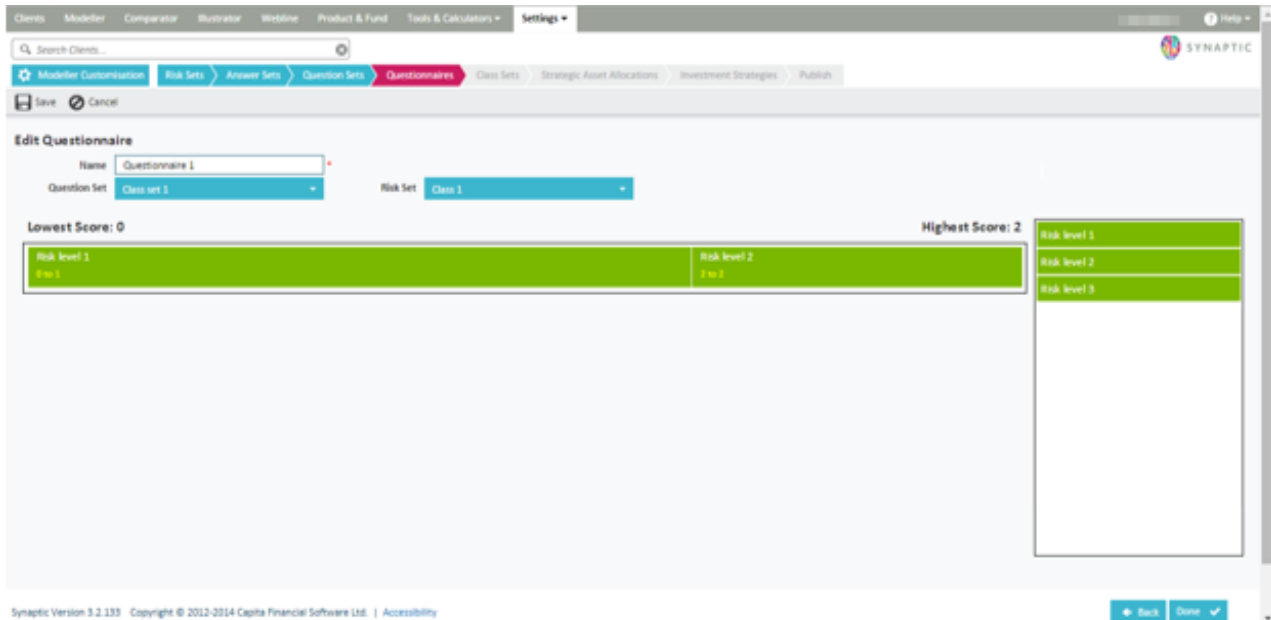 Clients Modeller Comparator Illustrator Webline Product & Fund Tools & Calculators Settings Help
Search Clients... SYNAPTIC
Modeller Customisation Risk Sets Answer Sets Question Sets Questionnaires Class Sets Strategic Asset Allocations Investment Strategies Publish
Save Cancel
Edit Questionnaire
Name Questionnaire 1 *
Question Set Class set 1 Risk Set Class 1
Lowest Score: 0 Highest Score: 2
Risk level 1 Risk level 2
0 to 1 2 to 2
Risk level 1
Risk level 2
Risk level 3
Synaptic Version 3.2.133 Copyright © 2012-2014 Capita Financial Software Ltd. | Accessibility
Back Done